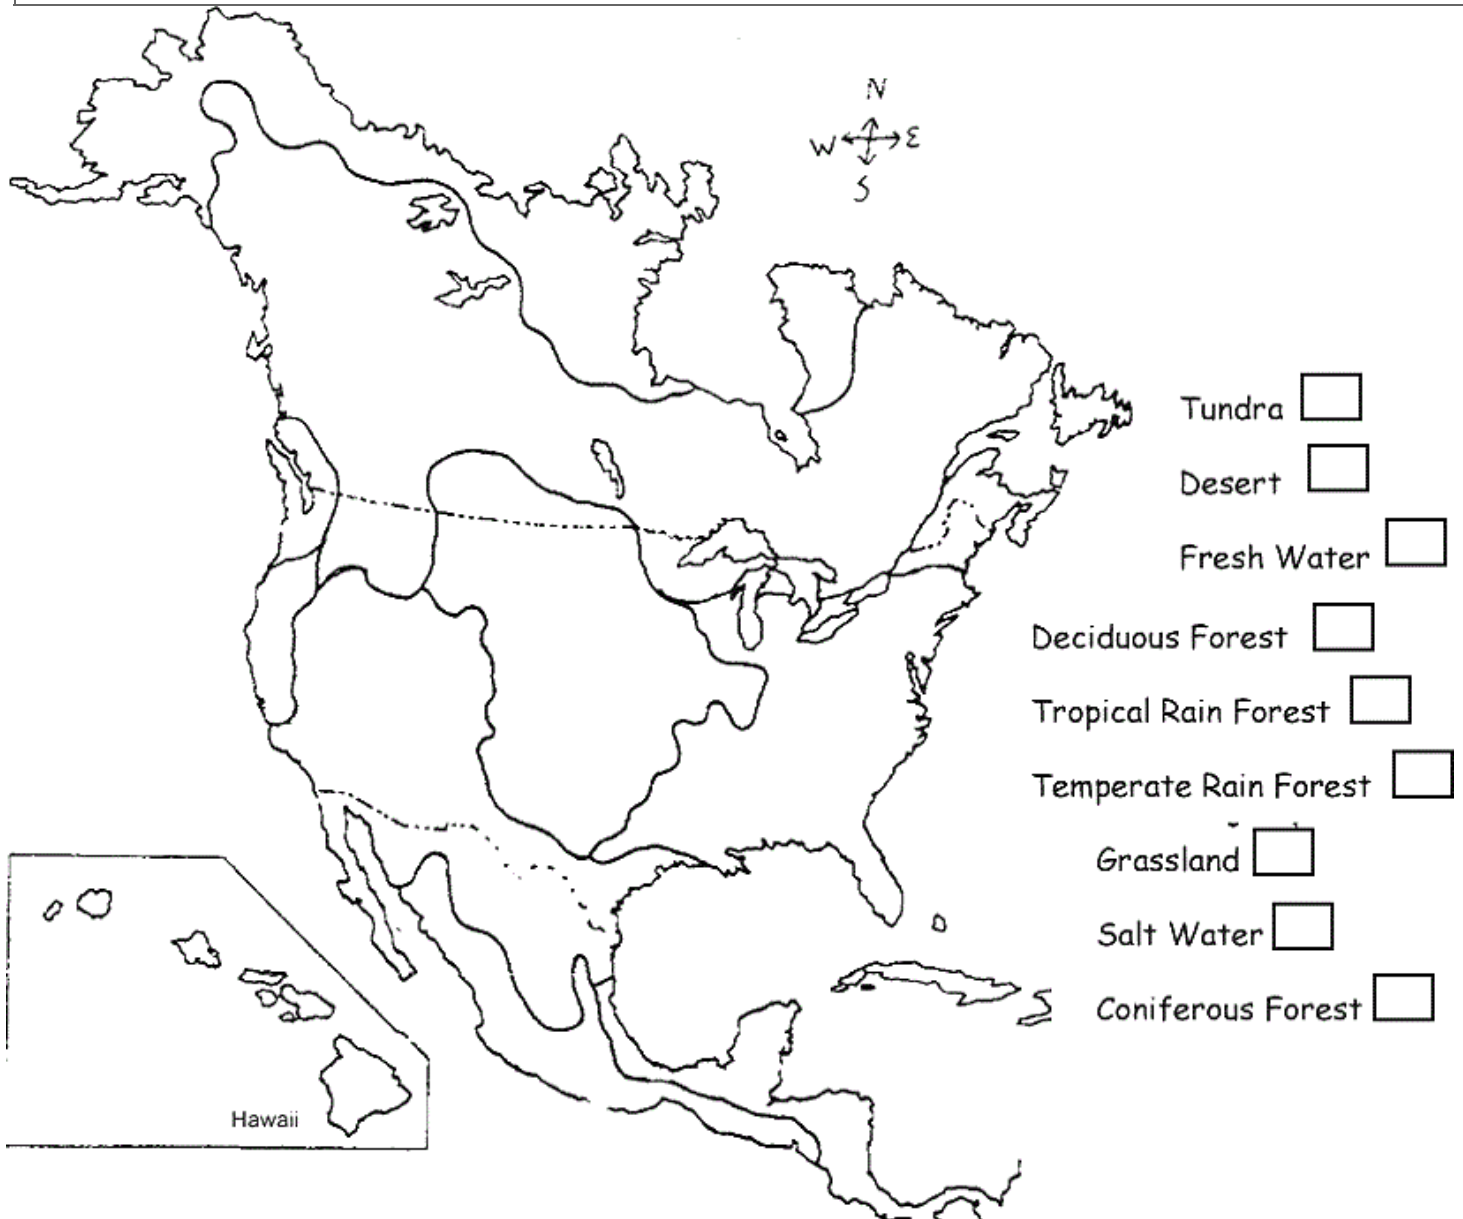 N
W E
S
Tundra
Desert
Fresh Water
Deciduous Forest
Tropical Rain Forest
Temperate Rain Forest
Grassland
Salt Water
Coniferous Forest
Hawaii